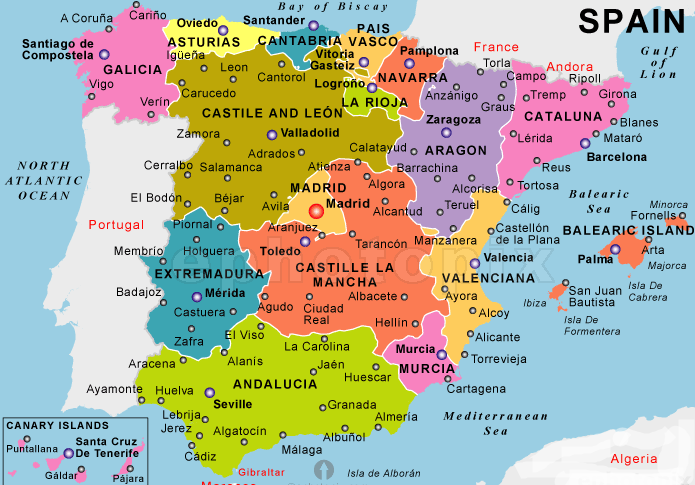 SPAIN
Bay of Biscay
Cariño
A Coruña
Oviedo
Santander
PAIS
VASCO
France
Gulf
of
Lion
ASTURIAS
CANTABRIA
Santiago de
Compostela
Igüeña
Vitoria
Gasteiz
Pamplona
Torla
Andorra
GALICIA
Leon
Cantorol
NAVARRA
Campo
Ripoll
Vigo
Carucedo
Logroño
Anzánigo
Tremp
Girona
Verín
LA RIOJA
Graus
CASTILE AND LEÓN
Zaragoza
CATALUNA
Blanes
Zamora
Valladolid
Lérida
Mataró
Calatayud
ARAGON
Barcelona
Adrados
NORTH
ATLANTIC
OCEAN
Cerralbo
Salamanca
Atienza
Barrachina
Reus
MADRID
Algora
Alcorisa
Tortosa
Balearic
Sea
El Bodón
Béjar
Avila
Madrid
Alcantud
Teruel
Cálig
Minorca
Fornells
Portugal
Piornal
Aranjuez
Manzanera
Castellón
de la Plana
BALEARIC ISLAND
Membrío
Holguera
Toledo
Tarancón
Arta
Valencia
Palma
Majorca
EXTREMADURA
CASTILLE LA
MANCHA
VALENCIANA
ephotopix
San Juan
Bautista
Isla De
Cabrera
Badajoz
Mérida
Agudo
Ciudad
Real
Albacete
Ayora
Ibiza
Castuera
Alcoy
Isla De
Formentera
Hellín
Zafra
El Viso
La Carolina
Alicante
Aracena
Alanís
Murcia
Torrevieja
Jaén
Huescar
MURCIA
ANDALUCIA
Ayamonte
Huelva
Cartagena
Seville
Granada
Lebrija
Almería
Mediterranean
Sea
CANARY ISLANDS
Jerez
Algatocín
Albuñol
Santa Cruz
De Tenerife
Puntallana
Cádiz
Málaga
Algeria
Gáldar
Pájara
Gibraltar
Isla de Alborán